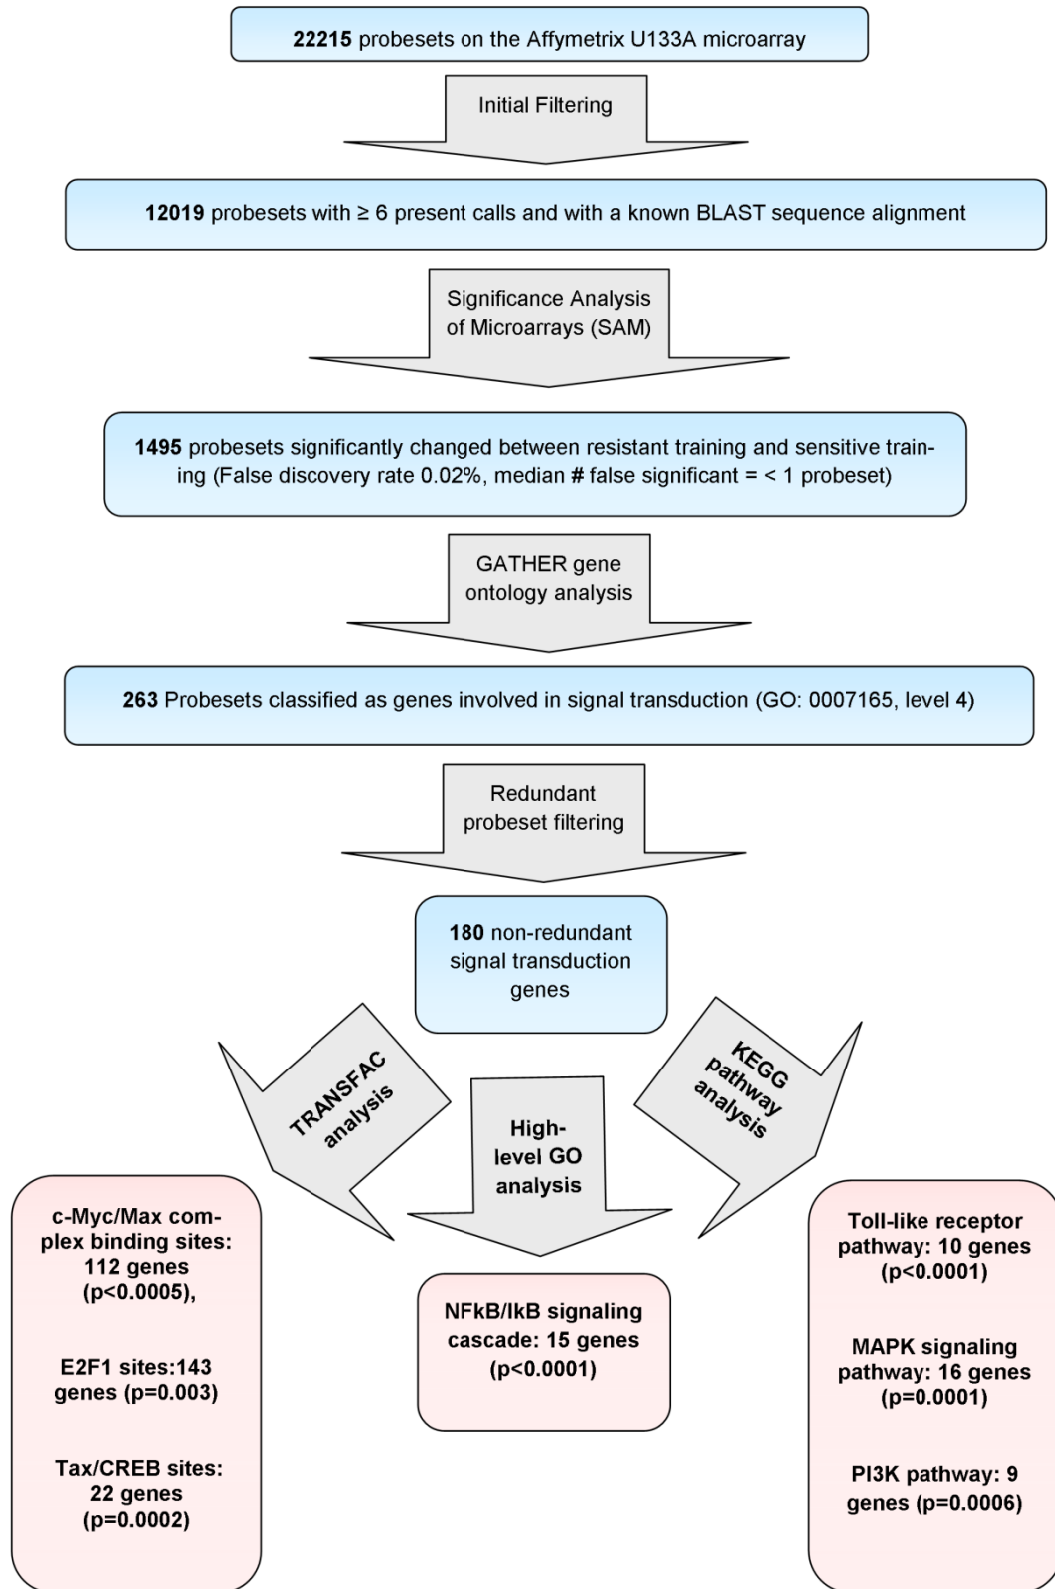 22215 probesets on the Affymetrix U133A microarray
Initial Filtering
12019 probesets with ≥ 6 present calls and with a known BLAST sequence alignment
Significance Analysis
of Microarrays (SAM)
1495 probesets significantly changed between resistant training and sensitive train-
ing (False discovery rate 0.02%, median # false significant = < 1 probeset)
GATHER gene
ontology analysis
263 Probesets classified as genes involved in signal transduction (GO: 0007165, level 4)
Redundant
probeset filtering
180 non-redundant
signal transduction
genes
TRANSFAC
analysis
High-
level GO
analysis
KEGG
pathway
analysis
c-Myc/Max com-
plex binding sites:
112 genes
(p<0.0005),
E2F1 sites:143
genes (p=0.003)
Tax/CREB sites:
22 genes
(p=0.0002)
NFkB/IkB signaling
cascade: 15 genes
(p<0.0001)
Toll-like receptor
pathway: 10 genes
(p<0.0001)
MAPK signaling
pathway: 16 genes
(p=0.0001)
PI3K pathway: 9
genes (p=0.0006)